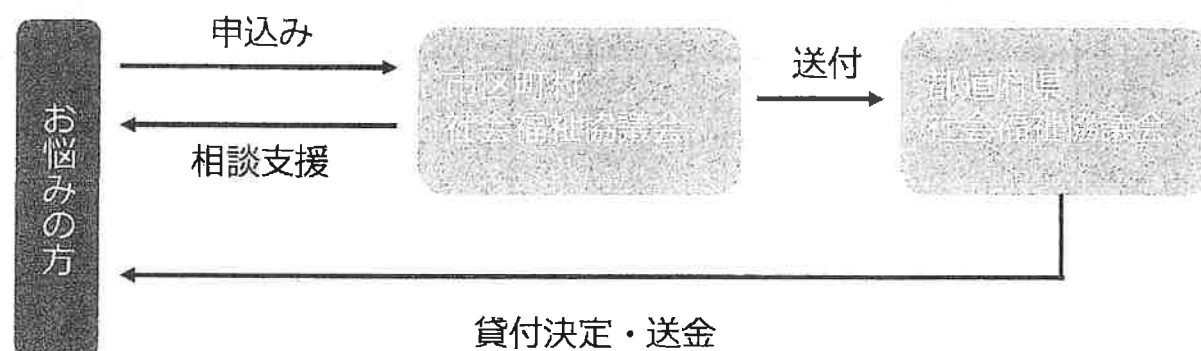 申込み
お悩みの方
相談支援
市区町村
社会福祉協議会
送付
都道府県
社会福祉協議会
貸付決定・送金